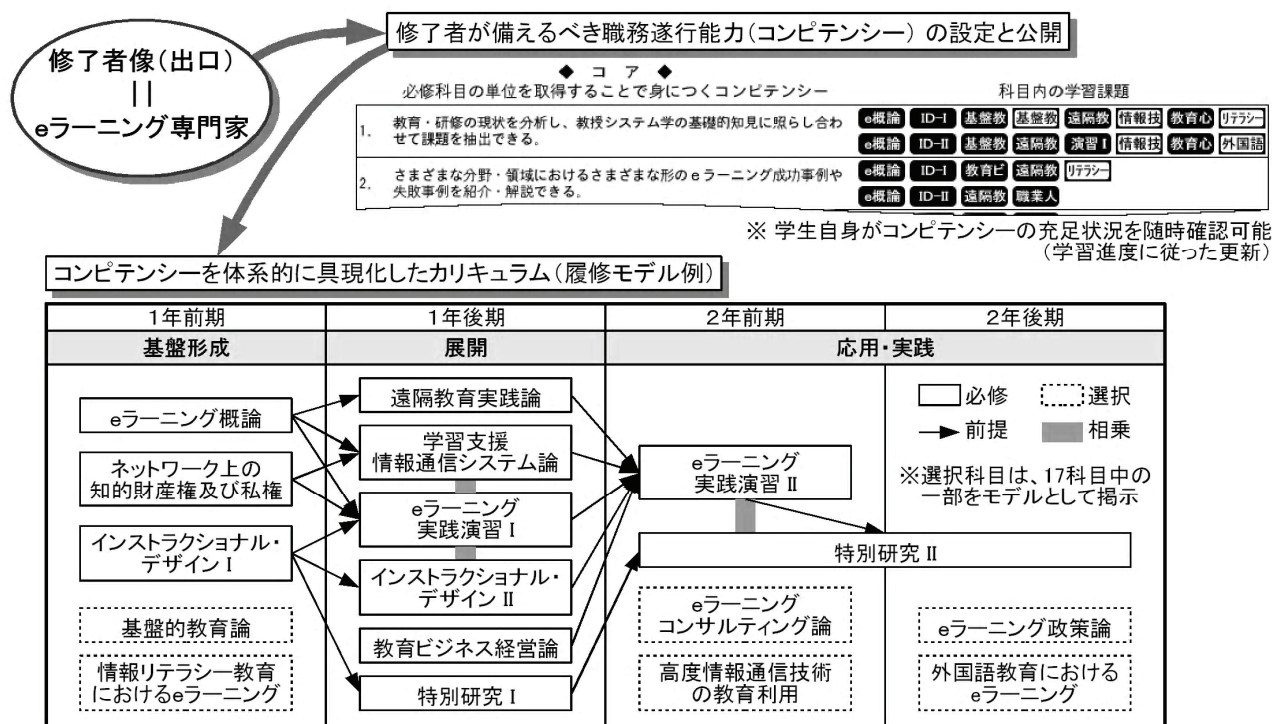 修了者像(出口)
||
eラーニング専門家
修了者が備えるべき職務遂行能力(コンピテンシー) の設定と公開
◆ コ ア ◆
必修科目の単位を取得することで身につくコンピテンシー
科目内の学習課題
1. 教育・研修の現状を分析し、教授システム学の基礎的知見に照らし合わ
せて課題を抽出できる。
e概論 ID-I 基盤教 基盤教 遠隔教 情報技 教育心 リテラシー
e概論 ID-II 基盤教 遠隔教 演習 I 情報技 教育心 外国語
2. さまざまな分野・領域におけるさまざまな形のeラーニング成功事例や
失敗事例を紹介・解説できる。
e概論 ID-I 教育ビ 遠隔教 リテラシー
e概論 ID-II 遠隔教 職業人
※ 学生自身がコンピテンシーの充足状況を随時確認可能
(学習進度に従った更新)
コンピテンシーを体系的に具現化したカリキュラム(履修モデル例)
1年前期 1年後期 2年前期 2年後期
基盤形成 展開 応用・実践
eラーニング概論
ネットワーク上の
知的財産権及び私権
インストラクショナル・
デザイン I
基盤的教育論
情報リテラシー教育
におけるeラーニング
遠隔教育実践論
学習支援
情報通信システム論
eラーニング
実践演習 I
インストラクショナル・
デザイン II
教育ビジネス経営論
特別研究 I
eラーニング
実践演習 II
特別研究 II
eラーニング
コンサルティング論
高度情報通信技術
の教育利用
必修 選択
前提 相乗
※選択科目は、17科目中の
一部をモデルとして掲示
eラーニング政策論
外国語教育における
eラーニング